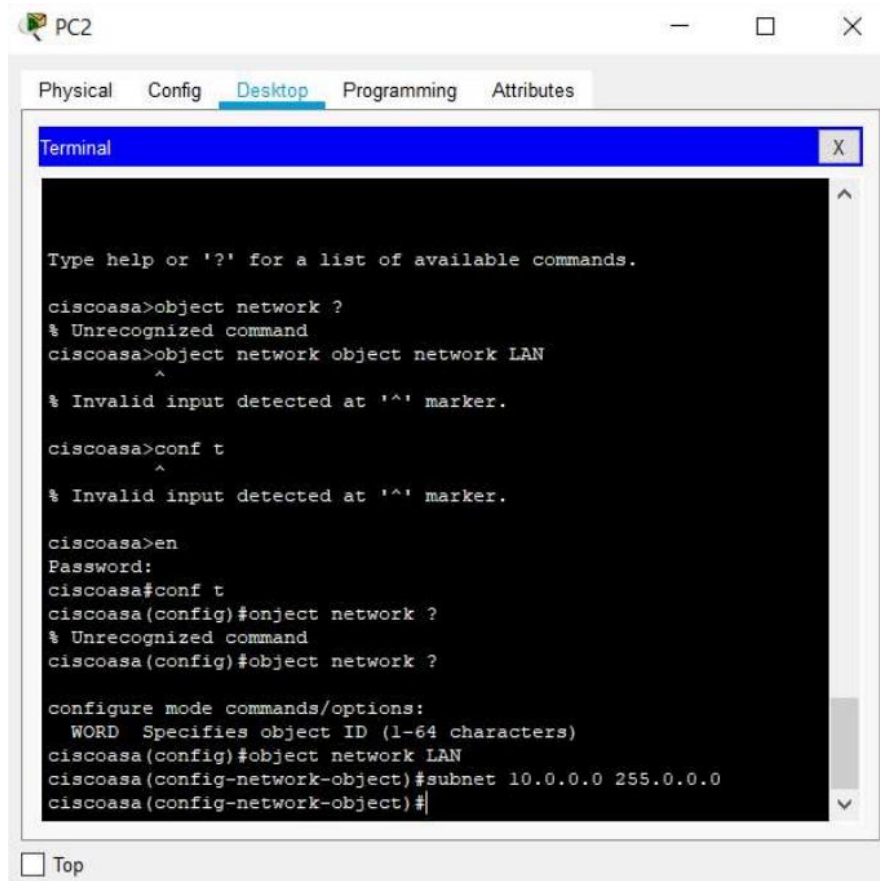 PC2
Physical Config Desktop Programming Attributes
Terminal X
Type help or '?' for a list of available commands.
ciscoasa>object network ?
% Unrecognized command
ciscoasa>object network object network LAN
^
% Invalid input detected at '^' marker.
ciscoasa>conf t
^
% Invalid input detected at '^' marker.
ciscoasa>en
Password:
ciscoasa#conf t
ciscoasa(config)#onject network ?
% Unrecognized command
ciscoasa(config)#object network ?
configure mode commands/options:
WORD Specifies object ID (1-64 characters)
ciscoasa(config)#object network LAN
ciscoasa(config-network-object)#subnet 10.0.0.0 255.0.0.0
ciscoasa(config-network-object)#
Top